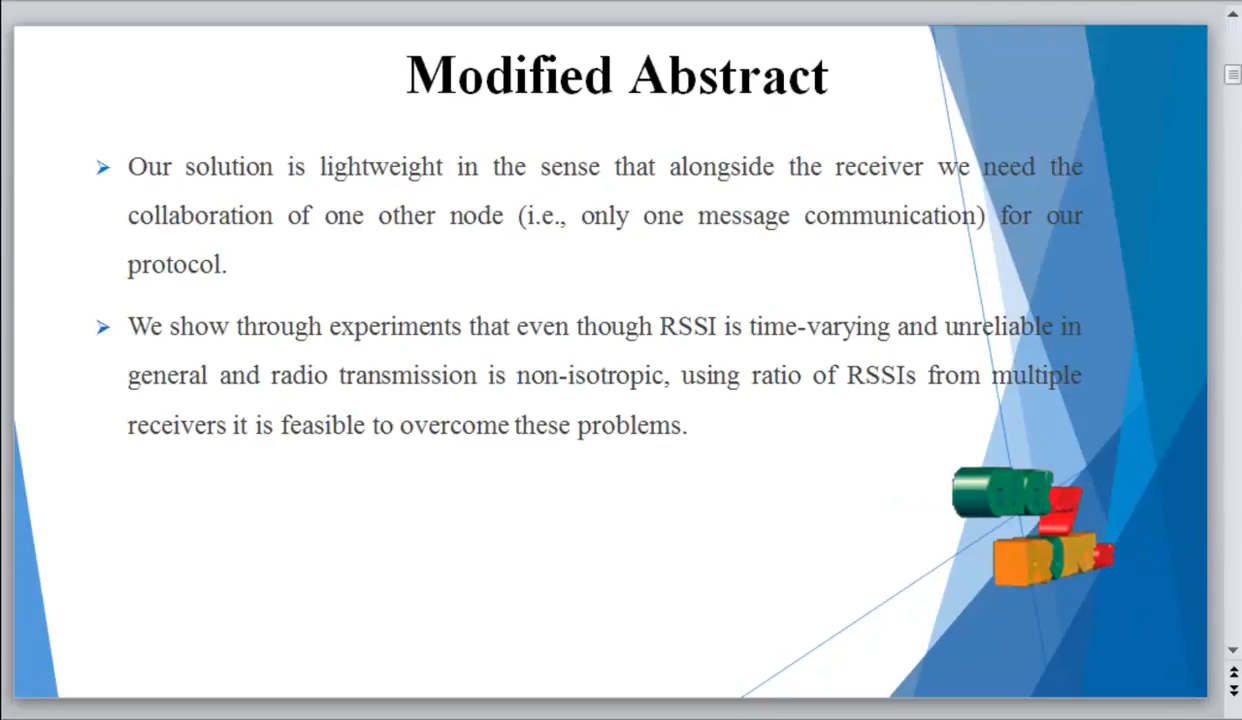 Modified Abstract
Our solution is lightweight in the sense that alongside the receiver we need the
collaboration of one other node (i.e., only one message communication) for our
protocol.
We show through experiments that even though RSSI is time-varying and unreliable in
general and radio transmission is non-isotropic, using ratio of RSSIs from multiple
receivers it is feasible to overcome these problems.